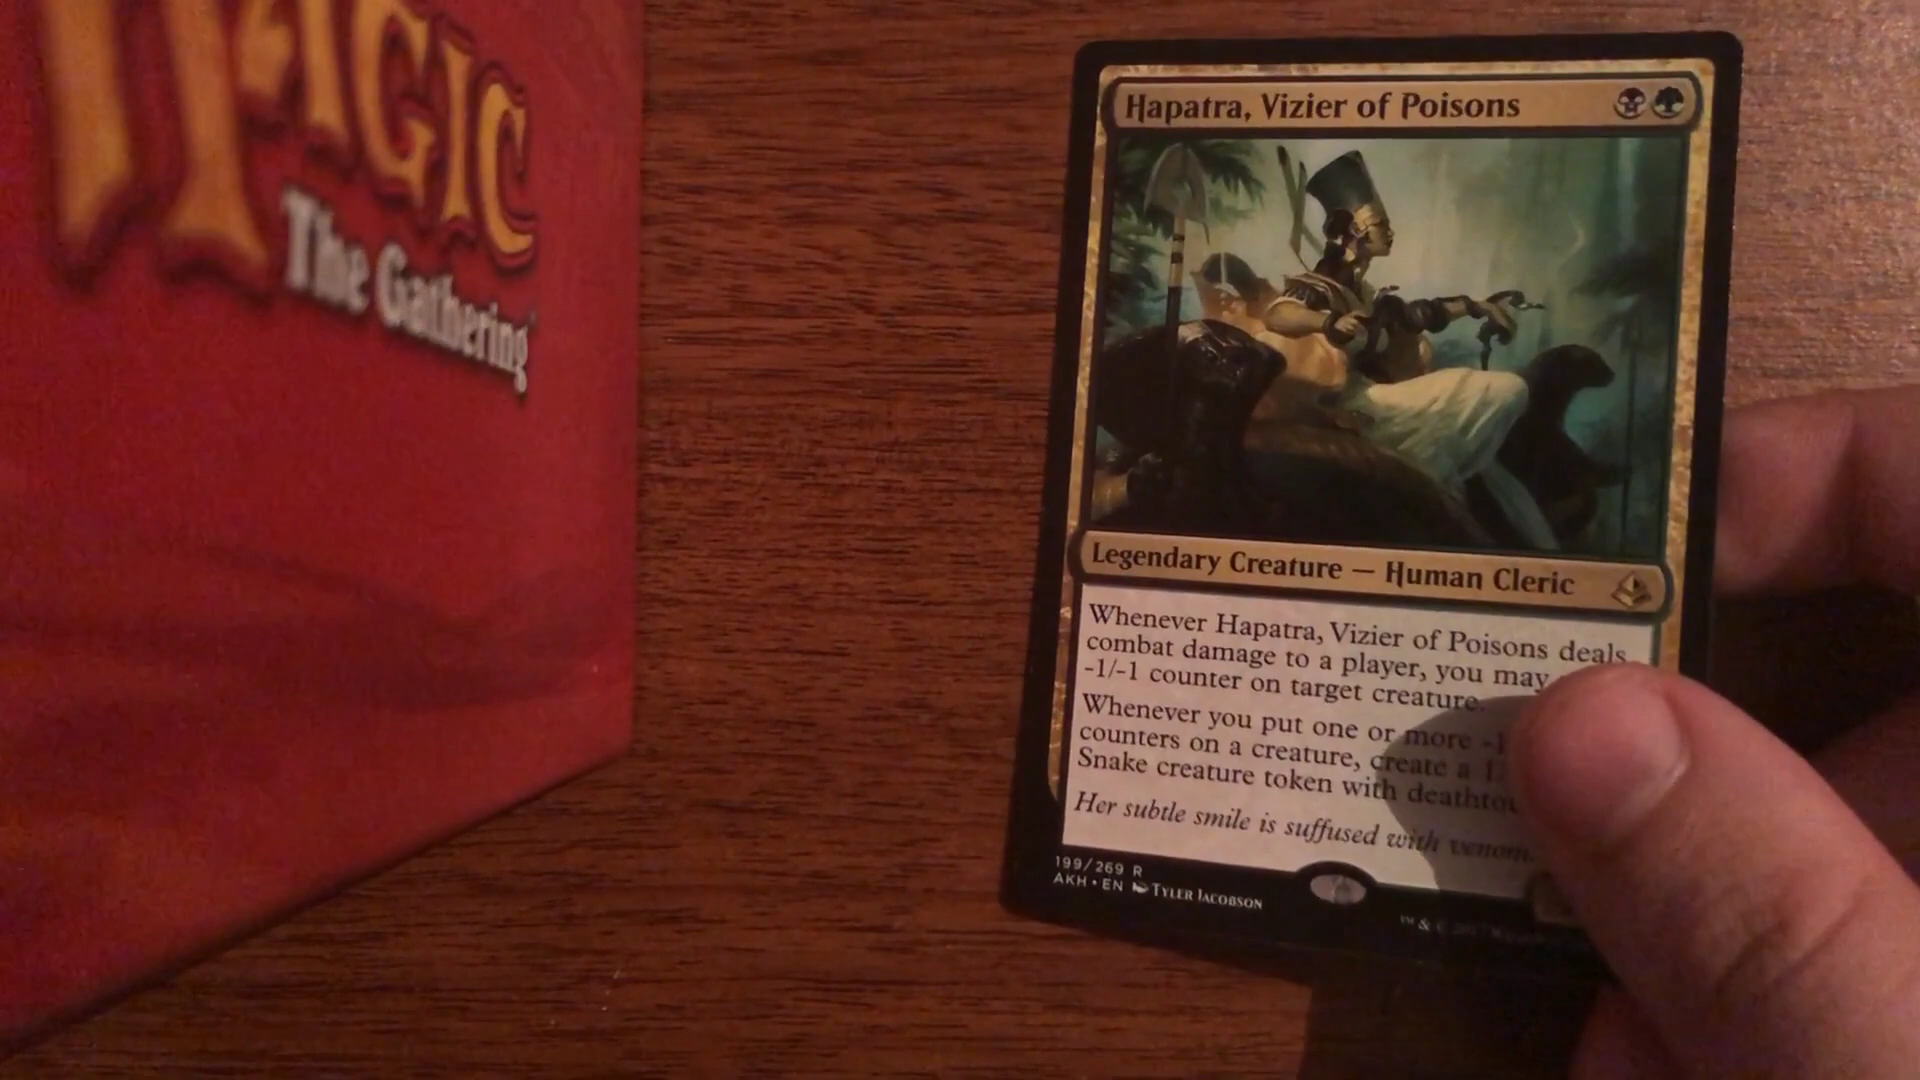 MAGIC
The Gathering
Hapatra, Vizier of Poisons
Legendary Creature — Human Cleric
Whenever Hapatra, Vizier of Poisons deals
combat damage to a player, you may
-1/-1 counter on target creature.
Whenever you put one or more
counters on a creature, create a
Snake creature token with
Her subtle smile is suffused with venom.
199/269 R
AKH • EN TYLER JACOBSON
™ & ©